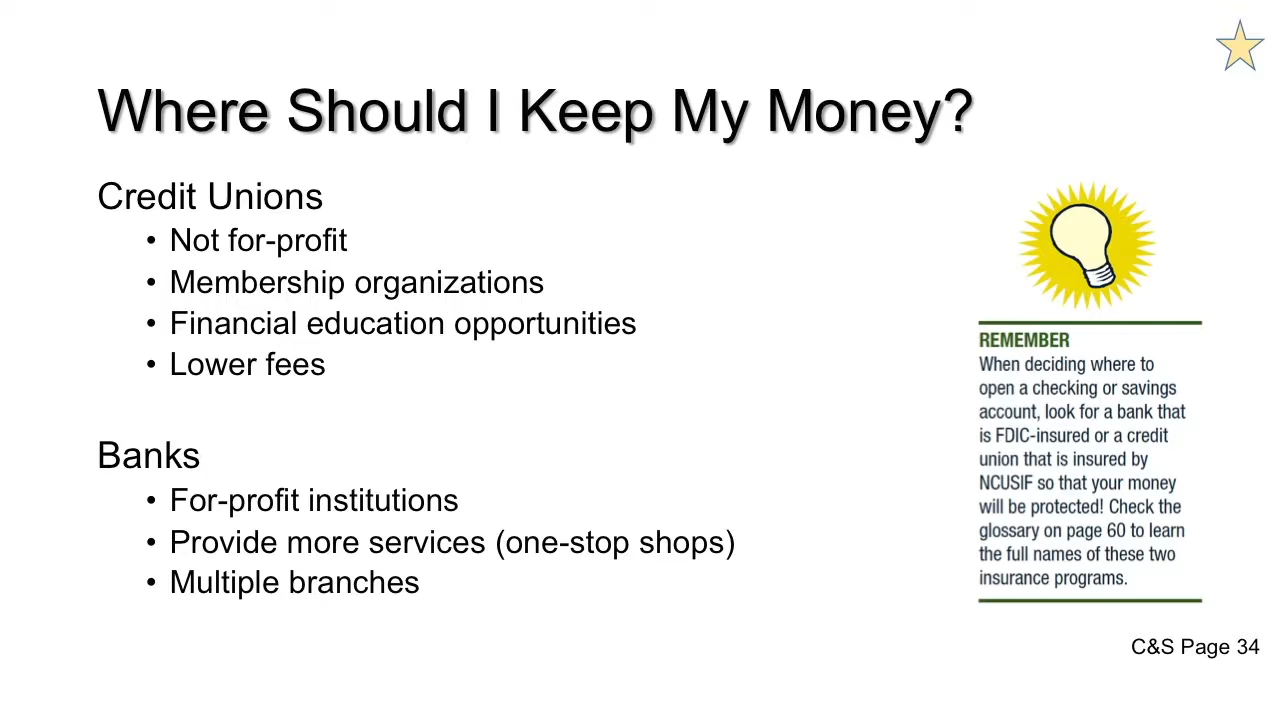 Where Should I Keep My Money?
Credit Unions
• Not for-profit
• Membership organizations
• Financial education opportunities
• Lower fees
Banks
• For-profit institutions
• Provide more services (one-stop shops)
• Multiple branches
REMEMBER
When deciding where to
open a checking or savings
account, look for a bank that
is FDIC-insured or a credit
union that is insured by
NCUSIF so that your money
will be protected! Check the
glossary on page 60 to learn
the full names of these two
insurance programs.
C&S Page 34